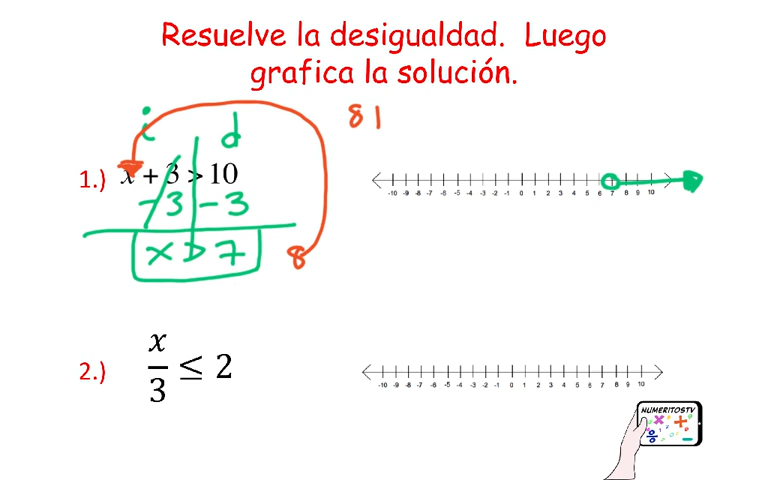 Resuelve la desigualdad. Luego
grafica la solución.
i d
8 1
1.) x + 3 > 10
-3 -3
x > 7
8
-10 -9 -8 -7 -6 -5 -4 -3 -2 -1 0 1 2 3 4 5 6 7 8 9 10
2.) x/3 ≤ 2
-10 -9 -8 -7 -6 -5 -4 -3 -2 -1 0 1 2 3 4 5 6 7 8 9 10
NUMERITOSTV